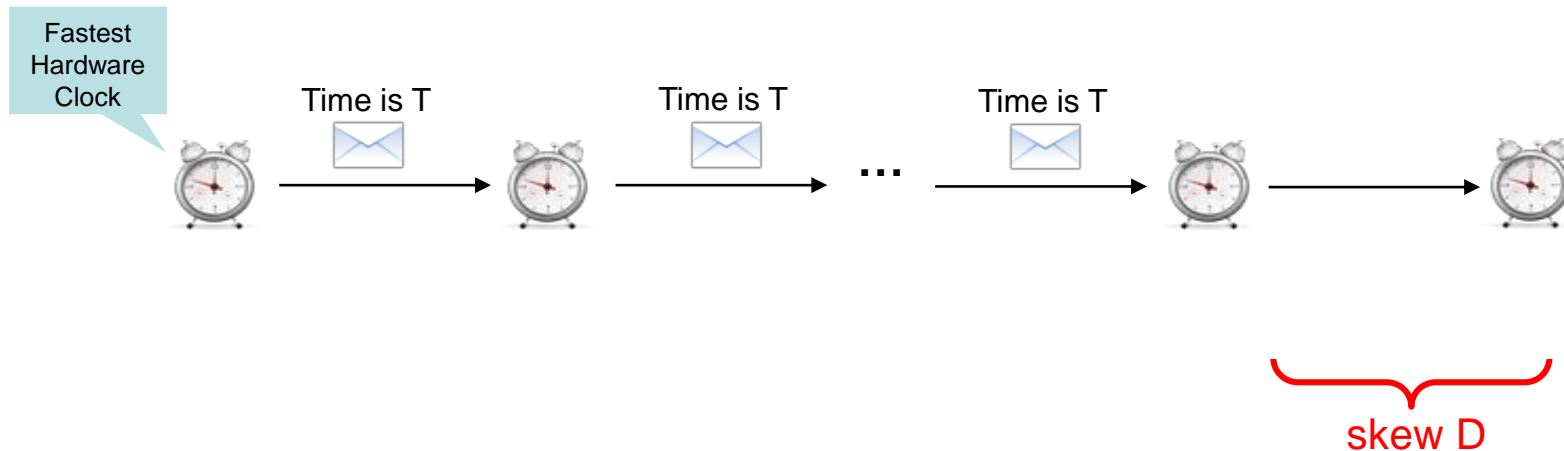 Fastest
Hardware
Clock
Time is T
Time is T
Time is T
...
skew D